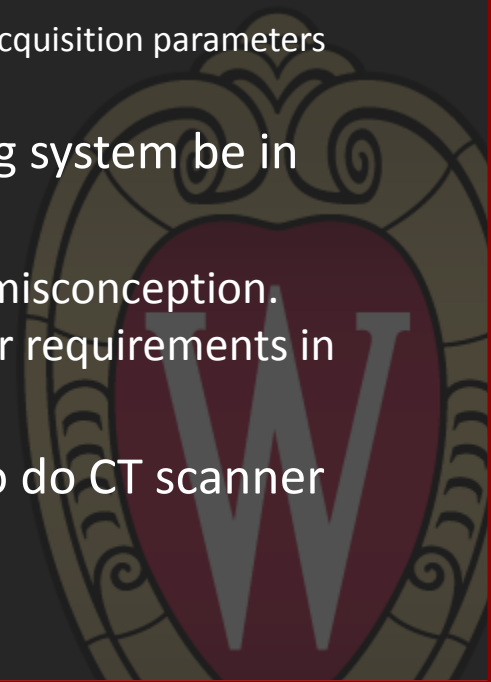 cquisition parameters
g system be in
misconception.
r requirements in
o do CT scanner
W